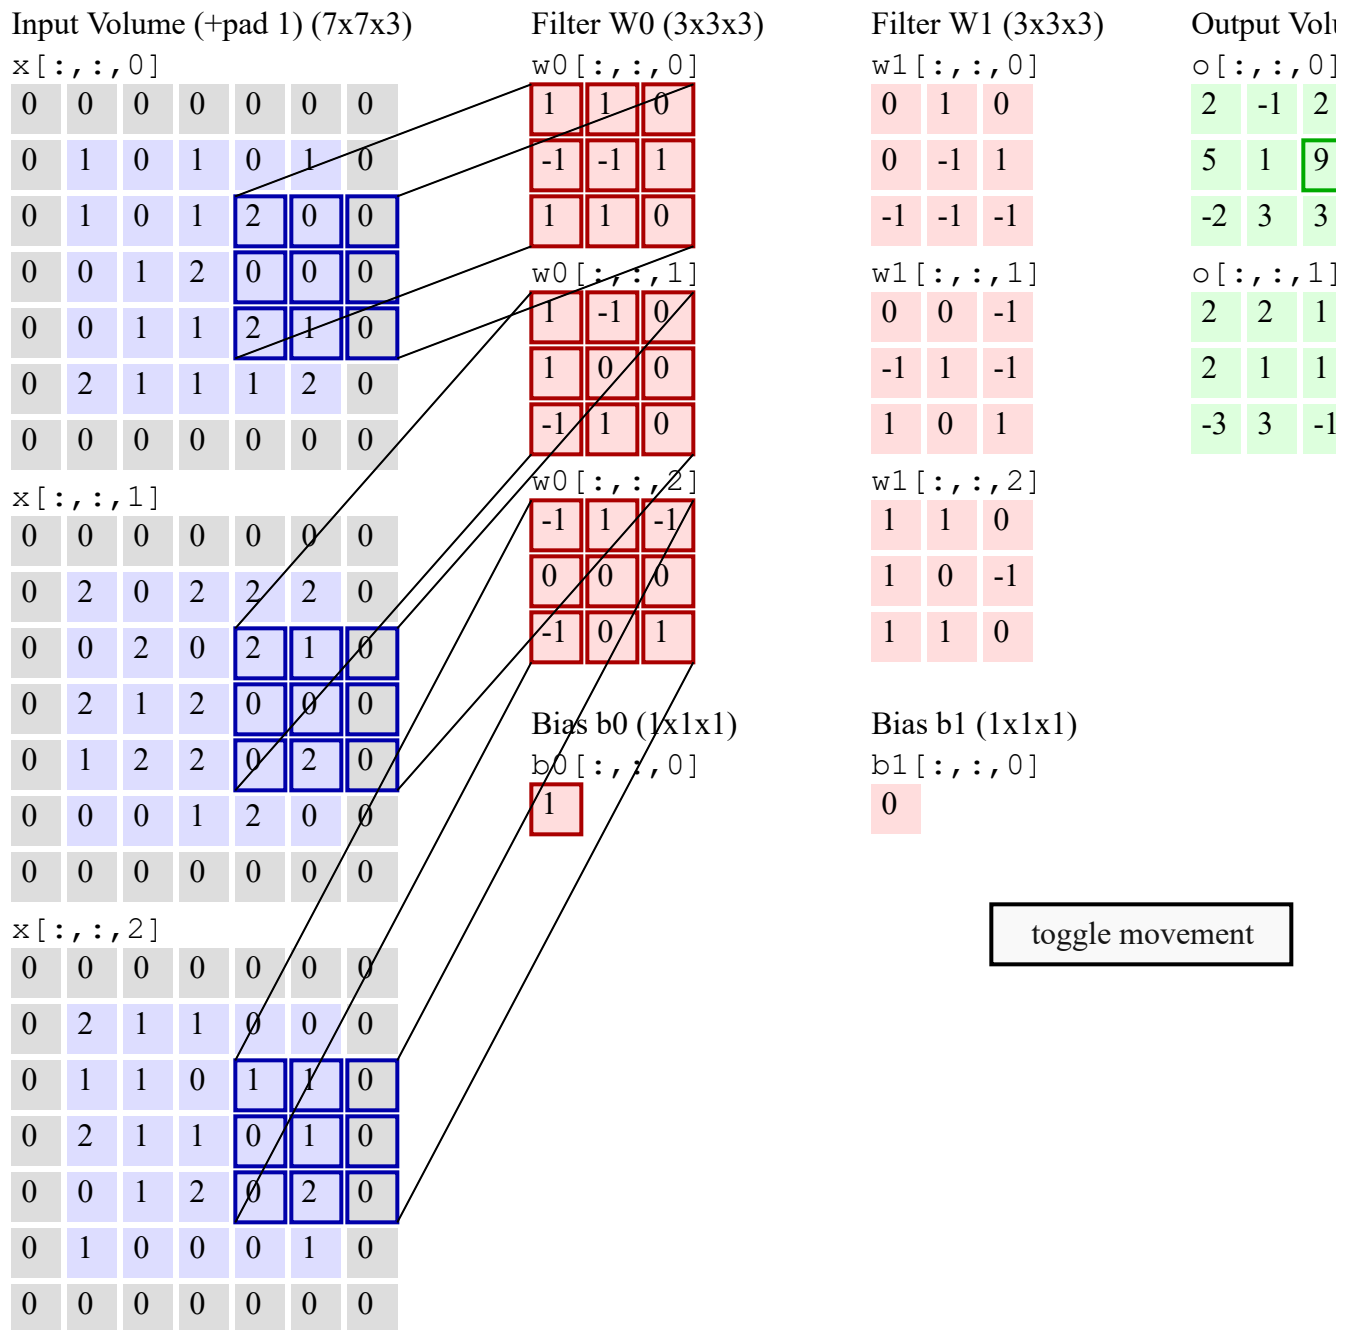 Input Volume (+pad 1) (7x7x3)
x[:,:,0]
0 0 0 0 0 0 0
0 1 0 1 0 1 0
0 1 0 1 2 0 0
0 0 1 2 0 0 0
0 0 1 1 2 1 0
0 2 1 1 1 2 0
0 0 0 0 0 0 0
x[:,:,1]
0 0 0 0 0 0 0
0 2 0 2 2 2 0
0 0 2 0 2 1 0
0 2 1 2 0 0 0
0 1 2 2 0 2 0
0 0 0 1 2 0 0
0 0 0 0 0 0 0
x[:,:,2]
0 0 0 0 0 0 0
0 2 1 1 0 0 0
0 1 1 0 1 1 0
0 2 1 1 0 1 0
0 0 1 2 0 2 0
0 1 0 0 0 1 0
0 0 0 0 0 0 0
Filter W0 (3x3x3)
w0[:,:,0]
1 1 0
-1 -1 1
1 1 0
w0[:,:,1]
1 -1 0
1 0 0
-1 1 0
w0[:,:,2]
-1 1 -1
0 0 0
-1 0 1
Bias b0 (1x1x1)
b0[:,:,0]
1
Filter W1 (3x3x3)
w1[:,:,0]
0 1 0
0 -1 1
-1 -1 -1
w1[:,:,1]
0 0 -1
-1 1 -1
1 0 1
w1[:,:,2]
1 1 0
1 0 -1
1 1 0
Bias b1 (1x1x1)
b1[:,:,0]
0
Output
o[:,:,0]
2 -1 2
5 1 9
-2 3 3
o[:,:,1]
2 2 1
2 1 1
-3 3 -1
toggle movement